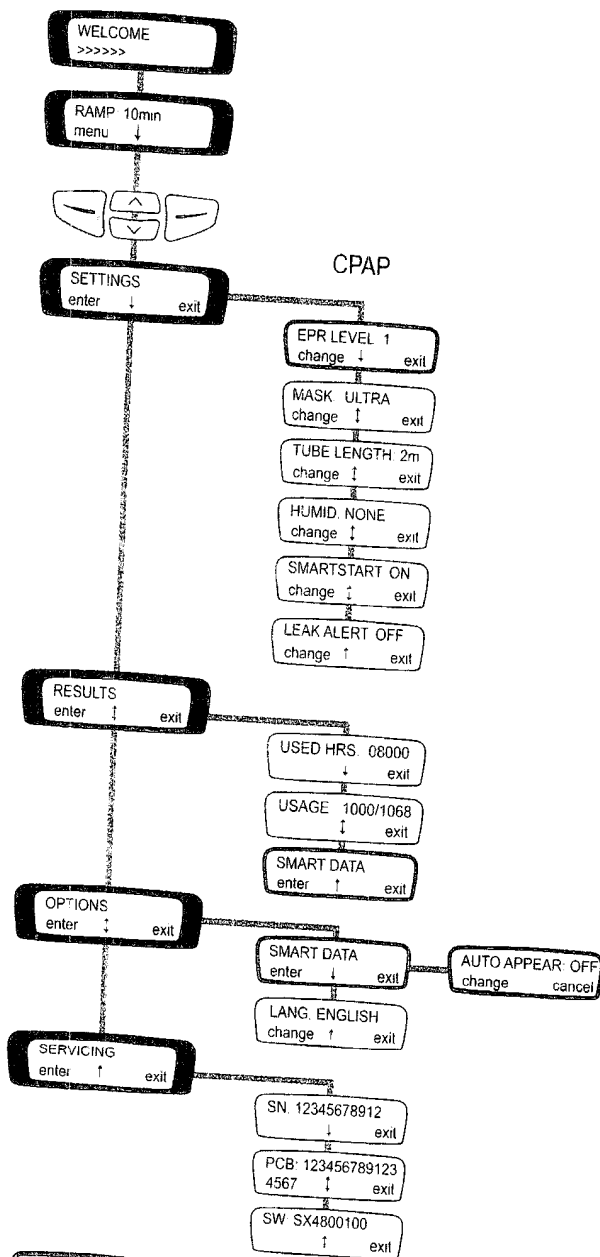 WELCOME
>>>>>>
RAMP: 10min
menu ↓
SETTINGS
enter ↓ exit
CPAP
EPR LEVEL 1
change ↓ exit
MASK: ULTRA
change ↕ exit
TUBE LENGTH: 2m
change ↕ exit
HUMID. NONE
change ↕ exit
SMARTSTART ON
change ↕ exit
LEAK ALERT OFF
change ↑ exit
RESULTS
enter ↕ exit
USED HRS. 08000
↓ exit
USAGE 1000/1068
↕ exit
SMART DATA
enter ↑ exit
OPTIONS
enter ↕ exit
SMART DATA
enter ↓ exit
AUTO APPEAR: OFF
change cancel
LANG. ENGLISH
change ↑ exit
SERVICING
enter ↑ exit
SN. 12345678912
↓ exit
PCB: 123456789123
4567 ↕ exit
SW: SX4800100
↑ exit